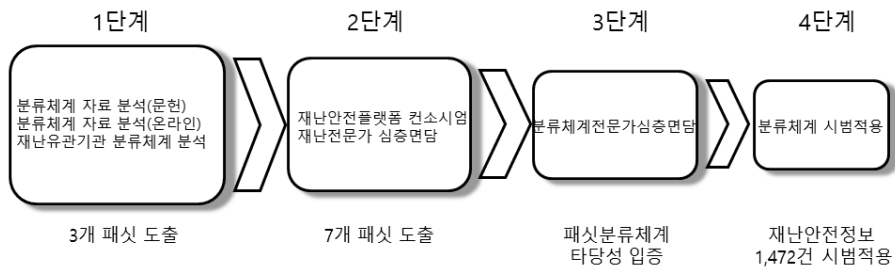 1단계
2단계
3단계
4단계
분류체계 자료 분석(문헌)
분류체계 자료 분석(온라인)
재난유관기관 분류체계 분석
재난안전플랫폼 컨소시엄
재난전문가 심층면담
분류체계전문가심층면담
분류체계 시범적용
3개 패싯 도출
7개 패싯 도출
패싯분류체계
타당성 입증
재난안전정보
1,472건 시범적용